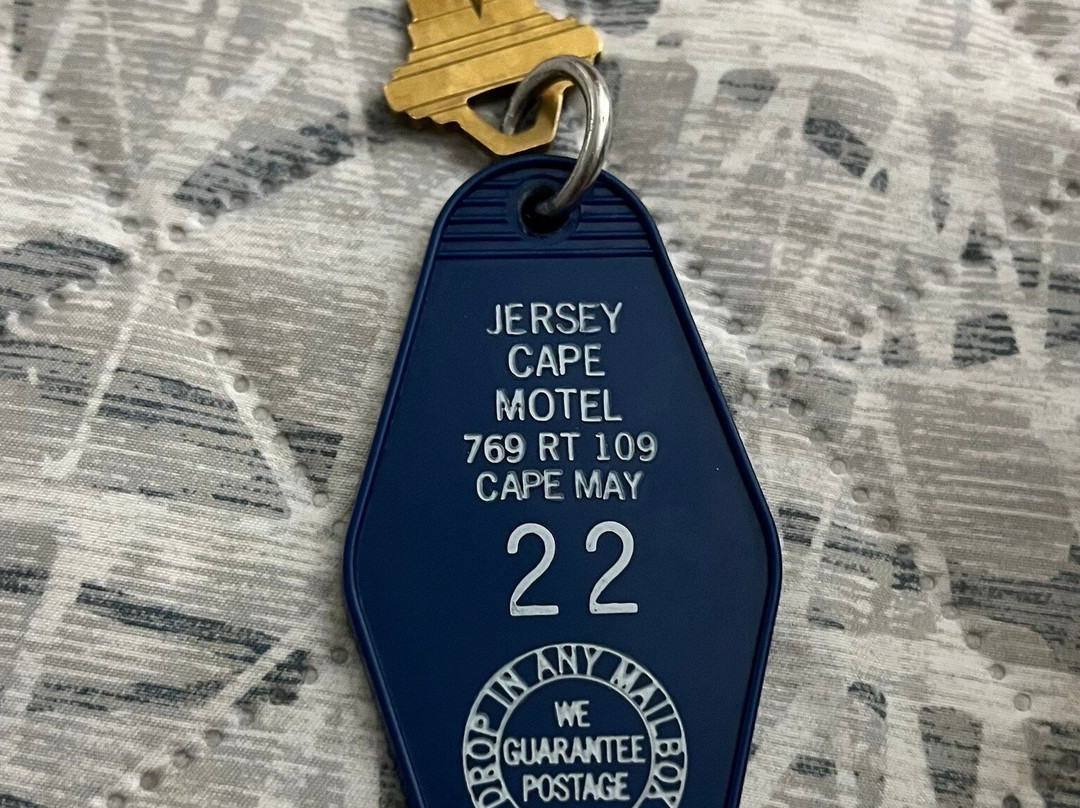 JERSEY
CAPE
MOTEL
769 RT 109
CAPE MAY
22
DROP IN ANY MAILBOX
WE
GUARANTEE
POSTAGE